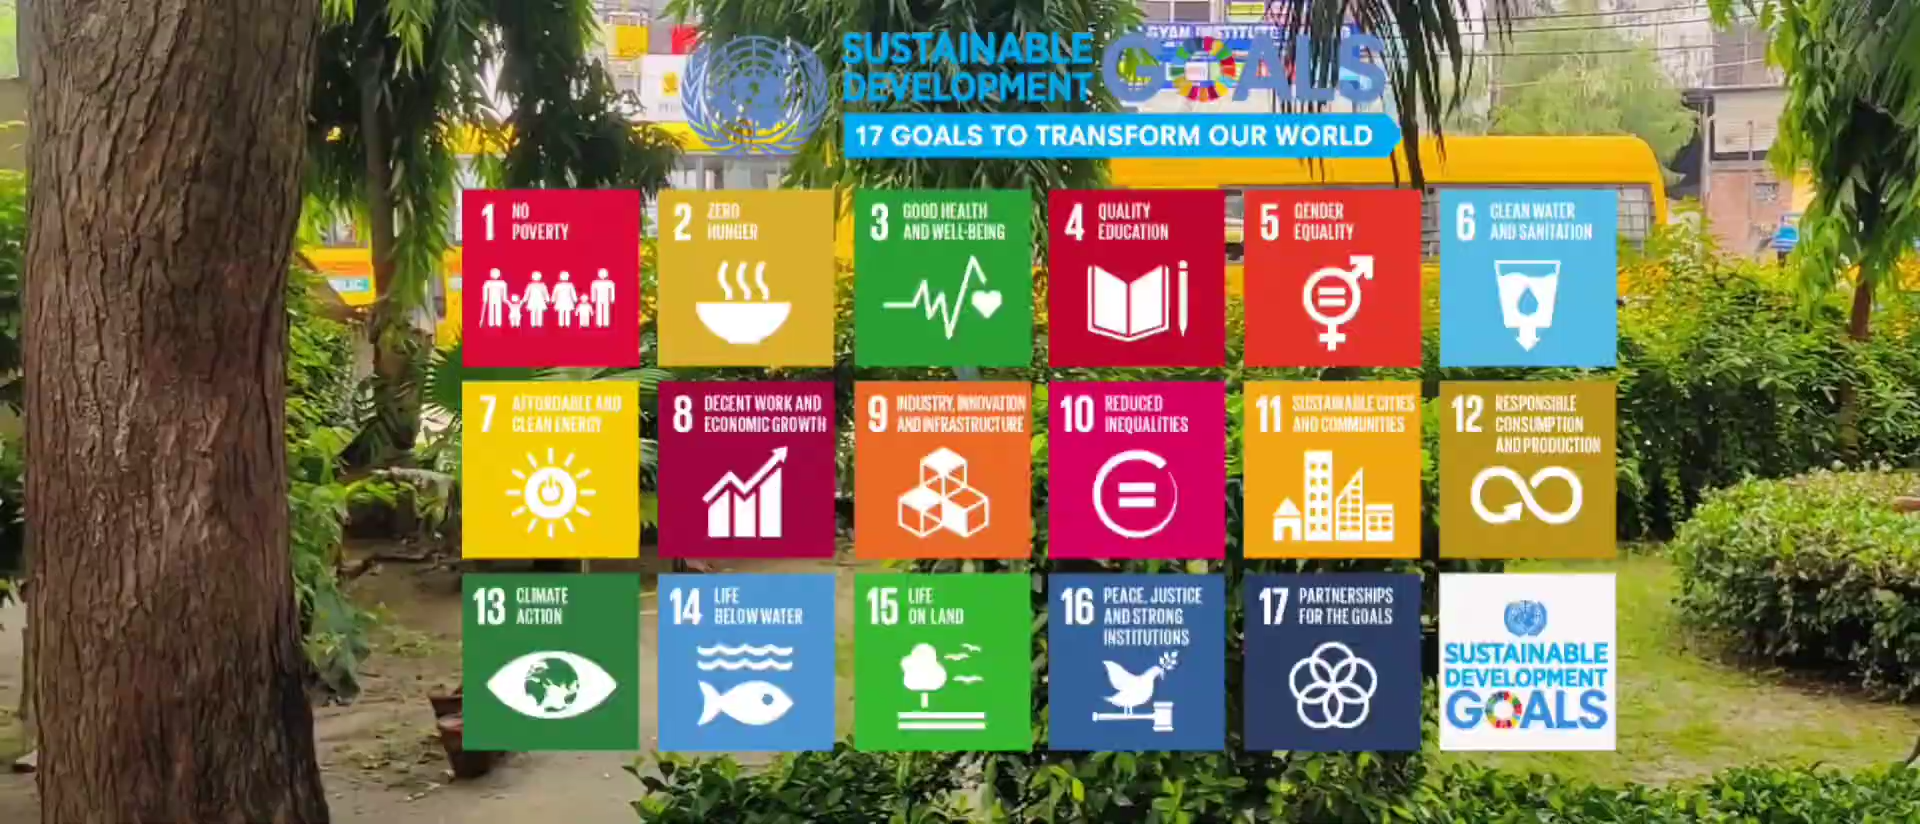 GYAN INSTITUTE
SUSTAINABLE
DEVELOPMENT
GOALS
17 GOALS TO TRANSFORM OUR WORLD
1 NO
POVERTY
2 ZERO
HUNGER
3 GOOD HEALTH
AND WELL-BEING
4 QUALITY
EDUCATION
5 GENDER
EQUALITY
6 CLEAN WATER
AND SANITATION
7 AFFORDABLE AND
CLEAN ENERGY
8 DECENT WORK AND
ECONOMIC GROWTH
9 INDUSTRY, INNOVATION
AND INFRASTRUCTURE
10 REDUCED
INEQUALITIES
11 SUSTAINABLE CITIES
AND COMMUNITIES
12 RESPONSIBLE
CONSUMPTION
AND PRODUCTION
13 CLIMATE
ACTION
14 LIFE
BELOW WATER
15 LIFE
ON LAND
16 PEACE, JUSTICE
AND STRONG
INSTITUTIONS
17 PARTNERSHIPS
FOR THE GOALS
SUSTAINABLE
DEVELOPMENT
GOALS